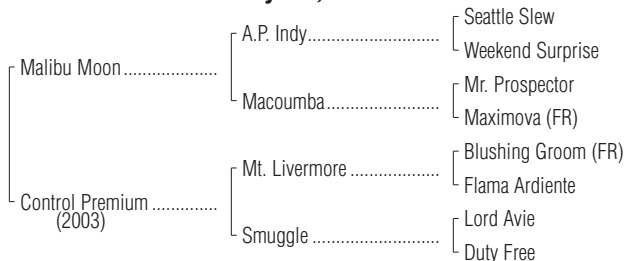 Seattle Slew
A.P. Indy
Weekend Surprise
Malibu Moon
Mr. Prospector
Macoumba
Maximova (FR)
Blushing Groom (FR)
Mt. Livermore
Flama Ardiente
Control Premium
(2003)
Lord Avie
Smuggle
Duty Free